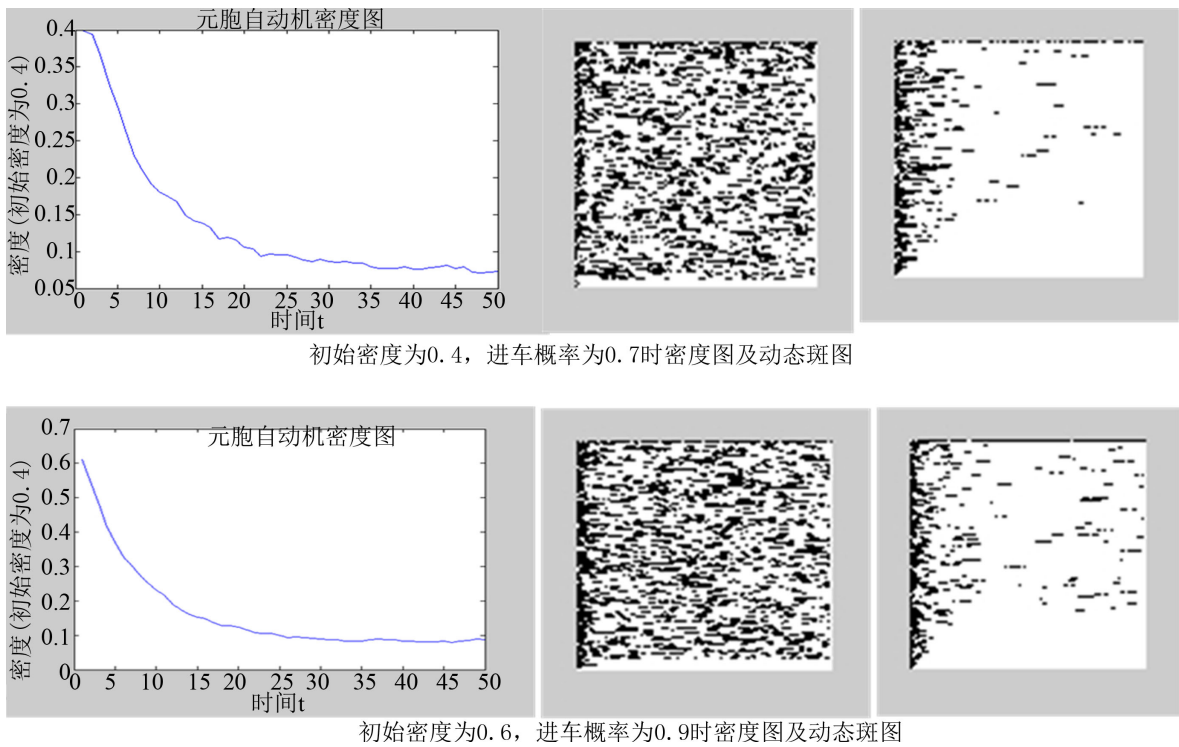 元胞自动机密度图
密度(初始密度为0.4)
0.4
0.35
0.3
0.25
0.2
0.15
0.1
0.05
0 5 10 15 20 25 30 35 40 45 50
时间t
初始密度为0.4，进车概率为0.7时密度图及动态斑图
元胞自动机密度图
密度(初始密度为0.4)
0.7
0.6
0.5
0.4
0.3
0.2
0.1
0
0 5 10 15 20 25 30 35 40 45 50
时间t
初始密度为0.6，进车概率为0.9时密度图及动态斑图